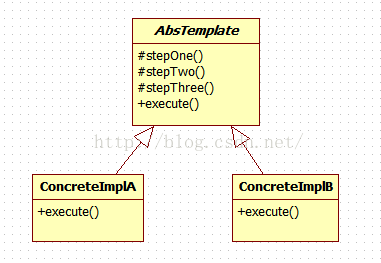 AbsTemplate
#stepOne()
#stepTwo()
#stepThree()
+execute()
http://blog.csdn.net/
ConcreteImplA
+execute()
ConcreteImplB
+execute()